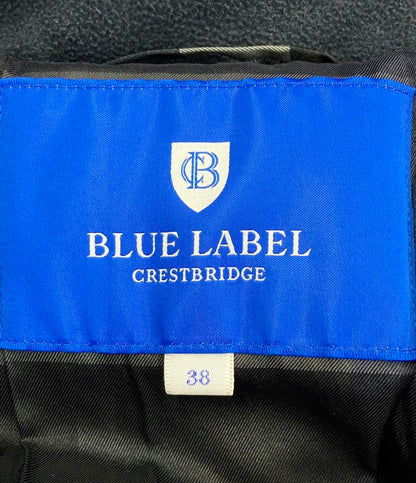 CB
BLUE LABEL
CRESTBRIDGE
38